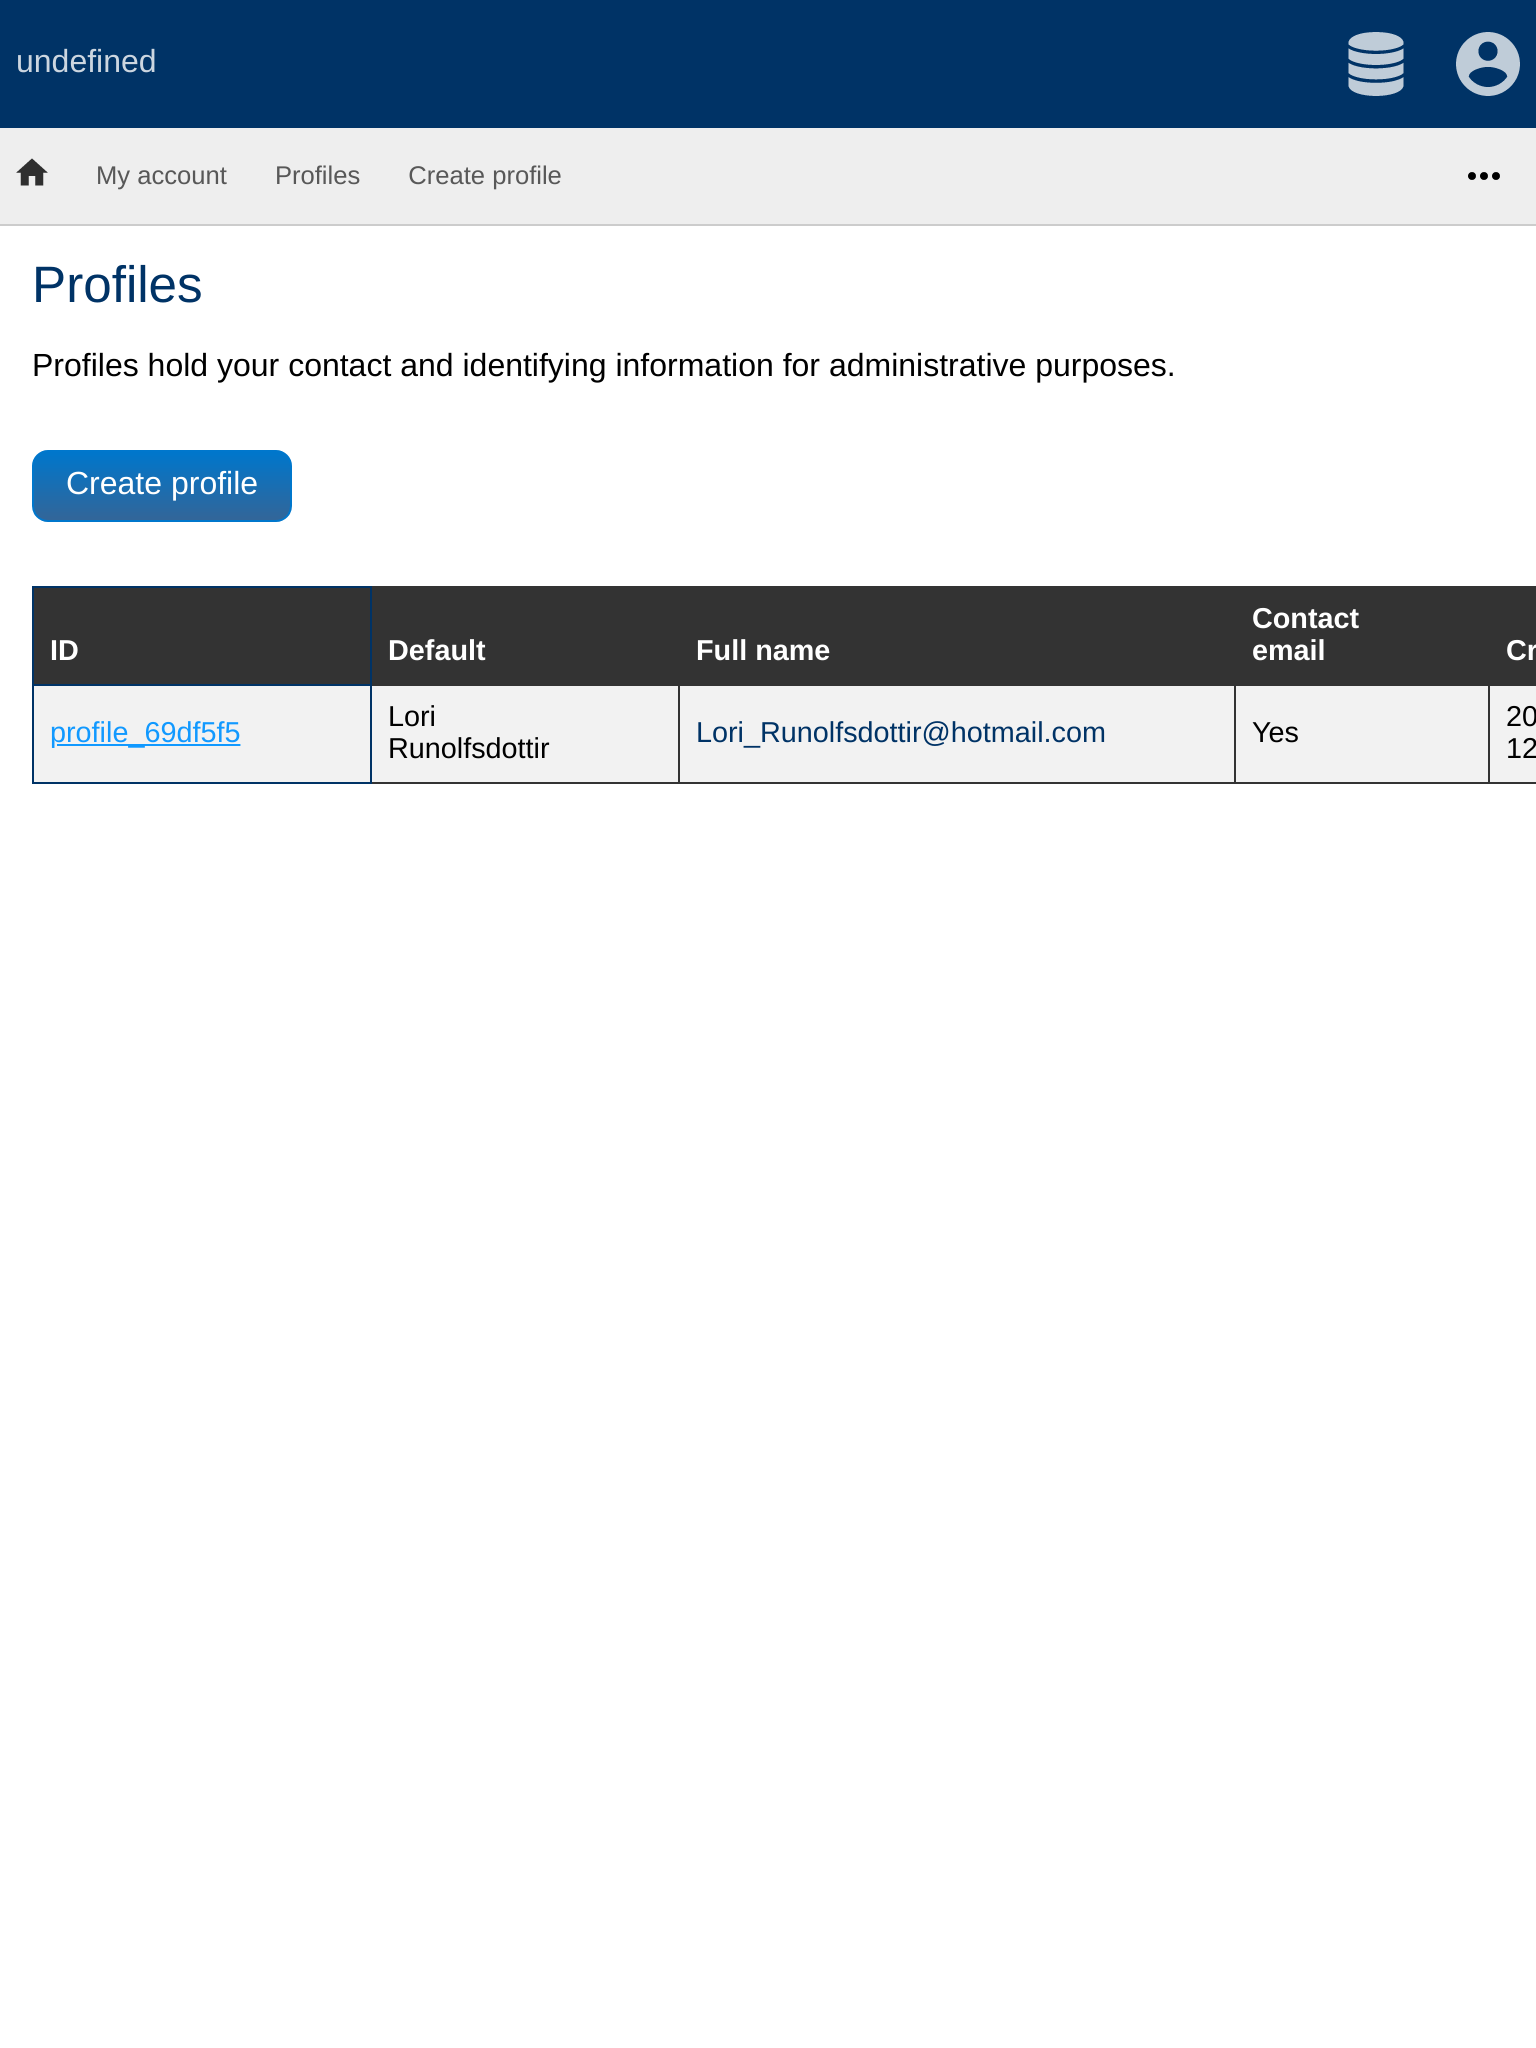 undefined
My account Profiles Create profile
Profiles
Profiles hold your contact and identifying information for administrative purposes.
Create profile
ID Default Full name Contact email Cr
profile_69df5f5 Lori Runolfsdottir Lori_Runolfsdottir@hotmail.com Yes 20 12